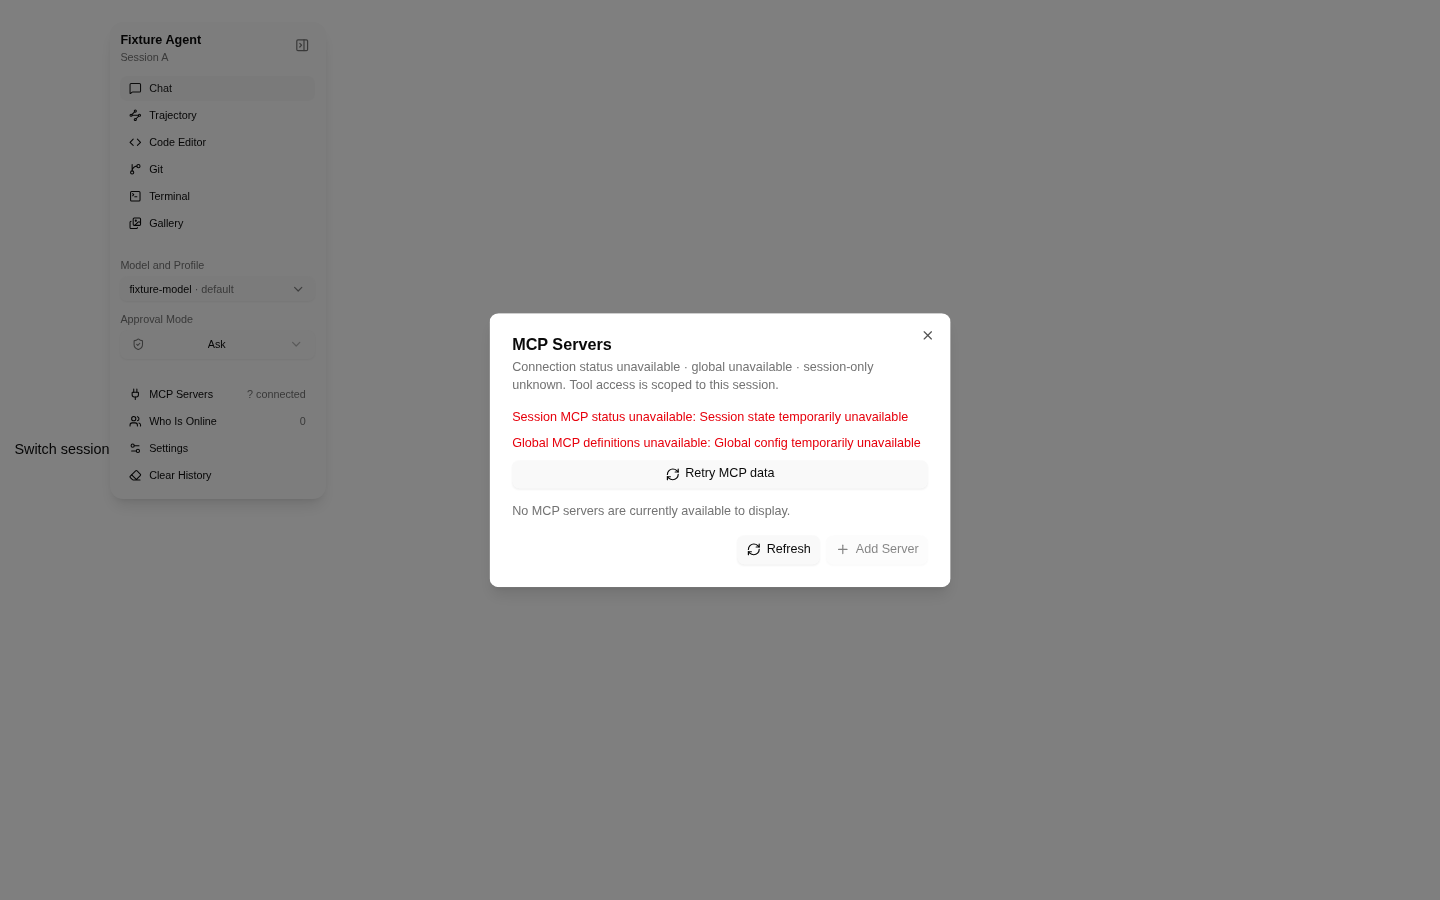 Fixture Agent
Session A
Chat
Trajectory
Code Editor
Git
Terminal
Gallery
Model and Profile
fixture-model · default
Approval Mode
Ask
MCP Servers ? connected
Who Is Online 0
Switch session
Settings
Clear History
MCP Servers
Connection status unavailable · global unavailable · session-only
unknown. Tool access is scoped to this session.
Session MCP status unavailable: Session state temporarily unavailable
Global MCP definitions unavailable: Global config temporarily unavailable
Retry MCP data
No MCP servers are currently available to display.
Refresh
Add Server